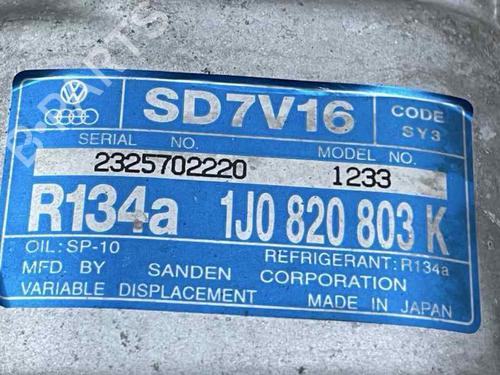 SD7V16
CODE
SY3
SERIAL NO.
MODEL NO.
2325702220
1233
R134a
1J0 820 803 K
OIL: SP-10
REFRIGERANT: R134a
MFD. BY SANDEN CORPORATION
VARIABLE DISPLACEMENT
MADE IN JAPAN